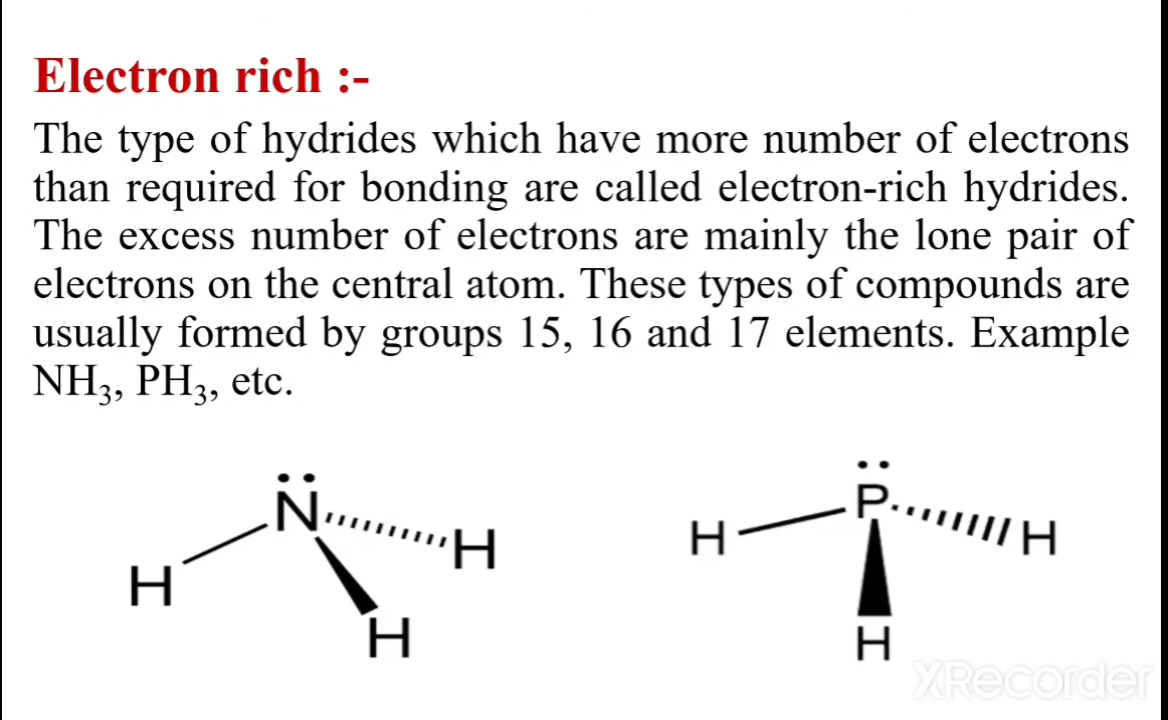 Electron rich :-
The type of hydrides which have more number of electrons
than required for bonding are called electron-rich hydrides.
The excess number of electrons are mainly the lone pair of
electrons on the central atom. These types of compounds are
usually formed by groups 15, 16 and 17 elements. Example
NH₃, PH₃, etc.
N
H
H
H
P
H
H
H
XRecorder